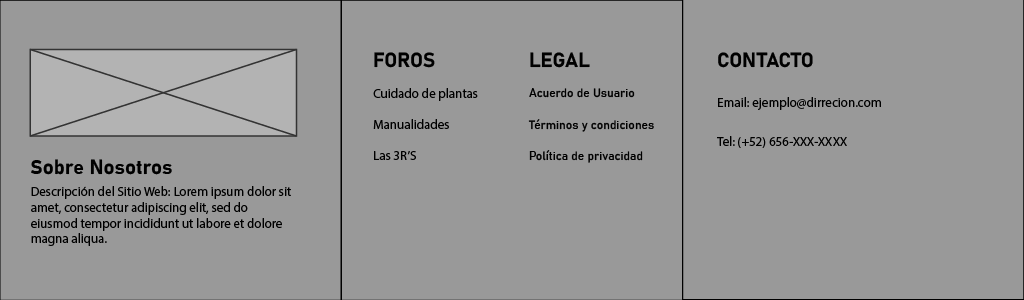 Sobre Nosotros
Descripción del Sitio Web: Lorem ipsum dolor sit
amet, consectetur adipiscing elit, sed do
eiusmod tempor incididunt ut labore et dolore
magna aliqua.
FOROS
Cuidado de plantas
Manualidades
Las 3R'S
LEGAL
Acuerdo de Usuario
Términos y condiciones
Política de privacidad
CONTACTO
Email: ejemplo@dirrecion.com
Tel: (+52) 656-XXX-XXXX